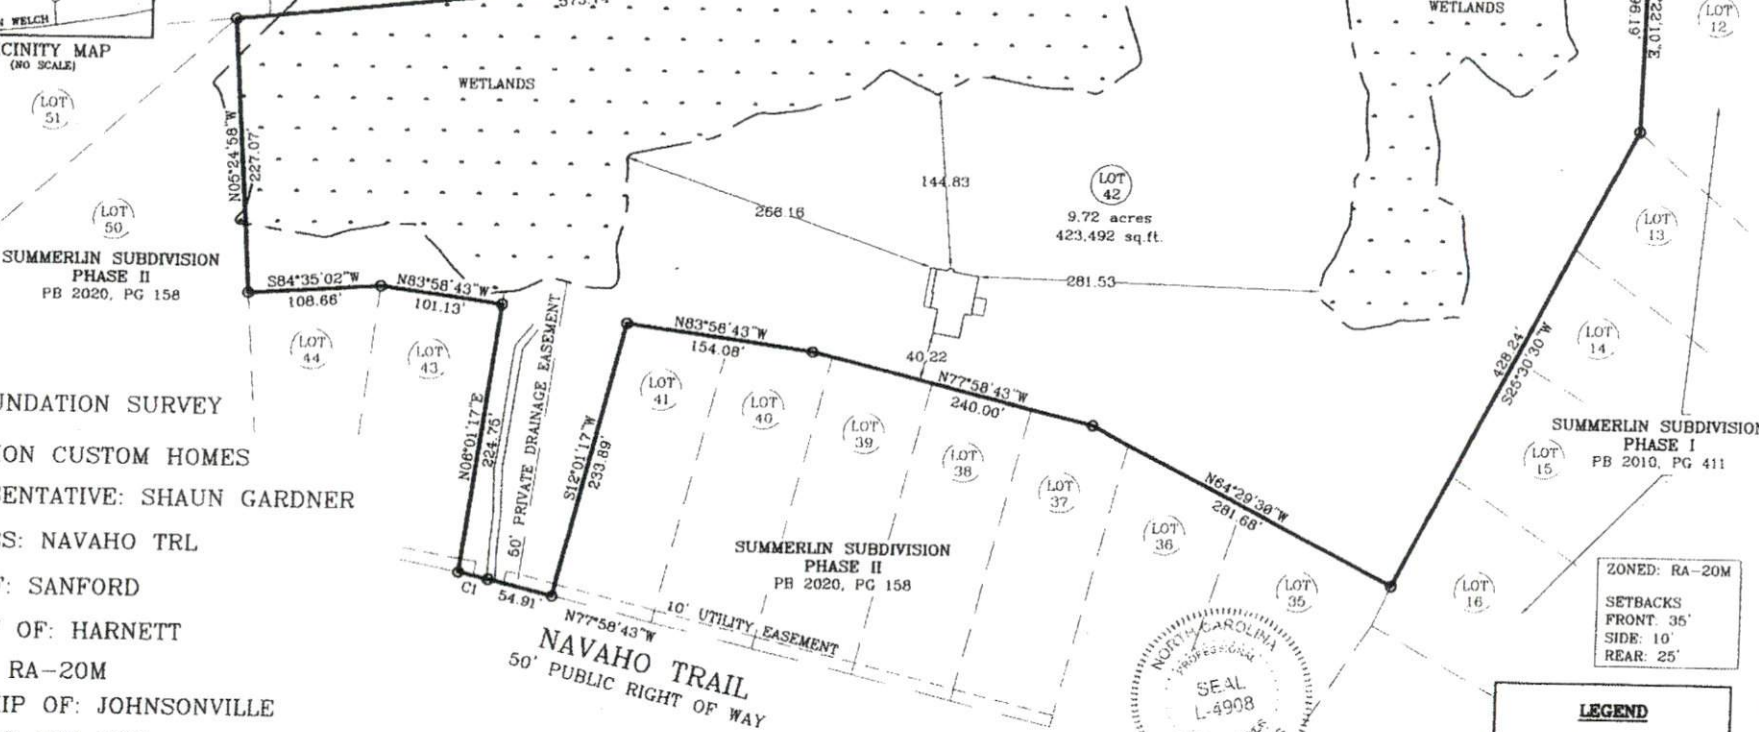 WELCH
CINITY MAP
(NO SCALE)
LOT
51
LOT
50
SUMMERLIN SUBDIVISION
PHASE II
PB 2020, PG 158
N05°24'58"W
227.07'
WETLANDS
WETLANDS
LOT
12
22'10"E
LOT
42
9.72 acres
423,492 sq.ft.
144.83
266.16
281.53
40.22
S84°35'02"W
108.66'
N83°58'43"W
101.13'
LOT
44
LOT
43
N06°01'17"E
224.75'
50' PRIVATE DRAINAGE EASEMENT
S12°01'17"W
233.89'
N83°58'43"W
154.08'
N77°58'43"W
240.00'
N64°29'30"W
281.68'
428.24'
S25°30'30"W
LOT
41
LOT
40
LOT
39
LOT
38
LOT
37
LOT
36
LOT
35
LOT
13
LOT
14
LOT
15
LOT
16
SUMMERLIN SUBDIVISION
PHASE I
PB 2010, PG 411
SUMMERLIN SUBDIVISION
PHASE II
PB 2020, PG 158
C1
54.91'
N77°58'43"W
10' UTILITY EASEMENT
NAVAHO TRAIL
50' PUBLIC RIGHT OF WAY
UNDATION SURVEY
ION CUSTOM HOMES
SENTATIVE: SHAUN GARDNER
SS: NAVAHO TRL
F: SANFORD
OF: HARNETT
RA-20M
IP OF: JOHNSONVILLE
NORTH CAROLINA
PROFESSIONAL
SEAL
L-4908
ZONED: RA-20M
SETBACKS
FRONT: 35'
SIDE: 10'
REAR: 25'
LEGEND